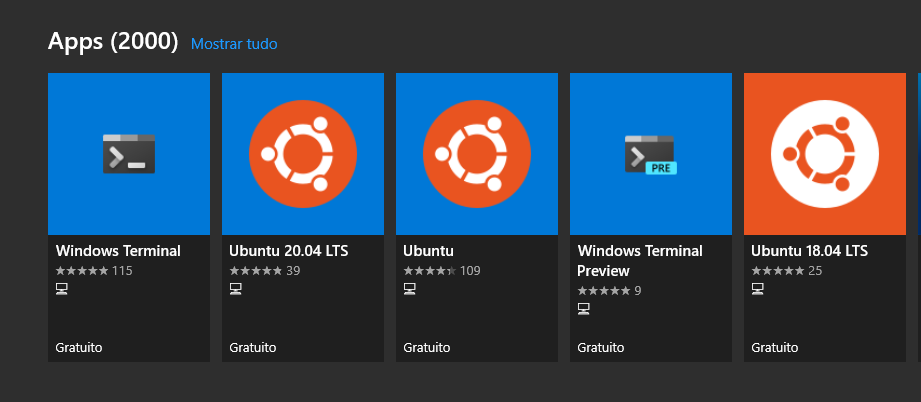 Apps (2000) Mostrar tudo
PRE
Windows Terminal
115
Gratuito
Ubuntu 20.04 LTS
39
Gratuito
Ubuntu
109
Gratuito
Windows Terminal
Preview
9
Gratuito
Ubuntu 18.04 LTS
25
Gratuito